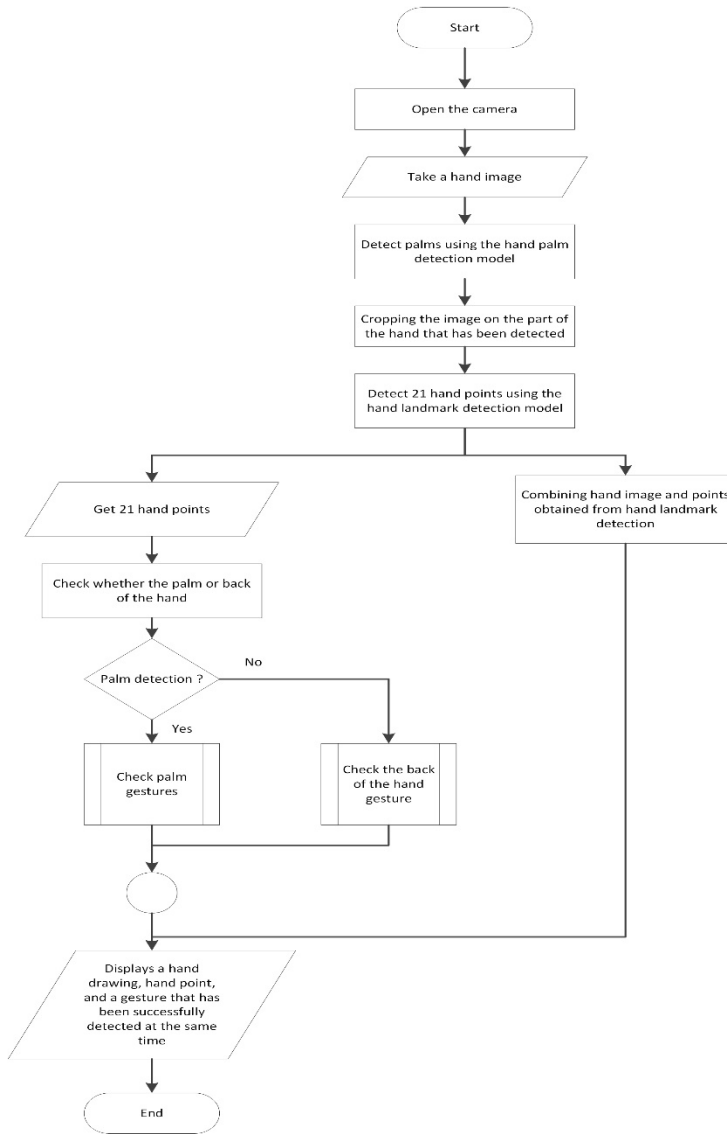 Start
Open the camera
Take a hand image
Detect palms using the hand palm
detection model
Cropping the image on the part of
the hand that has been detected
Detect 21 hand points using the
hand landmark detection model
Get 21 hand points
Combining hand image and points
obtained from hand landmark
detection
Check whether the palm or back
of the hand
Palm detection ?
No
Yes
Check palm
gestures
Check the back
of the hand
gesture
Displays a hand
drawing, hand point,
and a gesture that has
been successfully
detected at the same
time
End